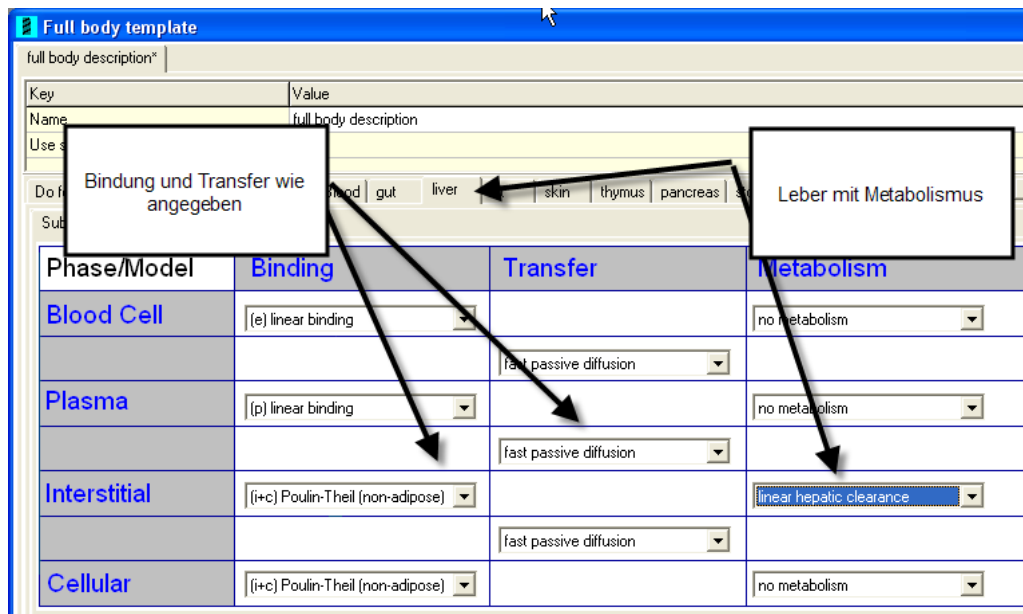 Full body template
full body description*
Key Value
Name full body description
Use s
Bindung und Transfer wie
angegeben
Leber mit Metabolismus
Do f ood gut liver skin thymus pancreas s
Sub
Phase/Model Binding Transfer Metabolism
Blood Cell (e) linear binding no metabolism
fast passive diffusion
Plasma (p) linear binding no metabolism
fast passive diffusion
Interstitial (i+c) Poulin-Theil (non-adipose) linear hepatic clearance
fast passive diffusion
Cellular (i+c) Poulin-Theil (non-adipose) no metabolism